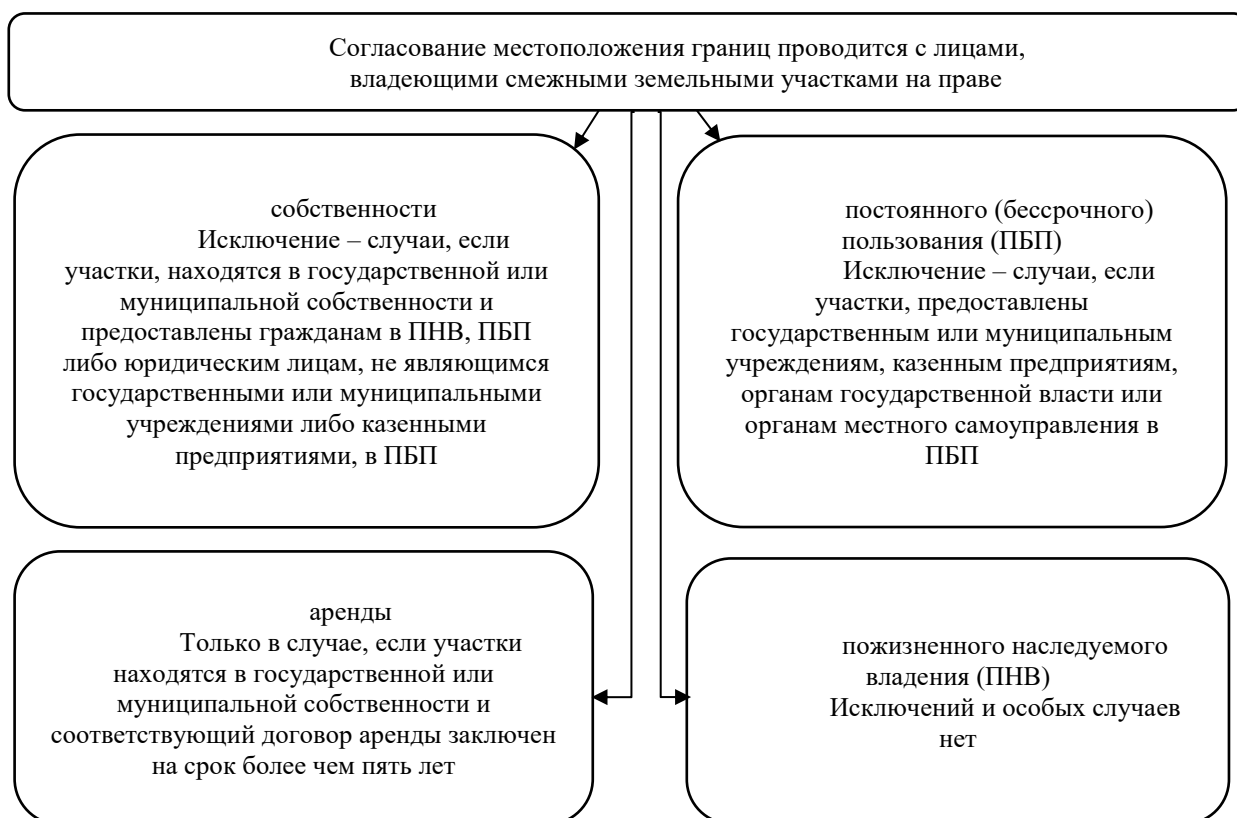 Согласование местоположения границ проводится с лицами,
владеющими смежными земельными участками на праве
собственности
Исключение – случаи, если
участки, находятся в государственной или
муниципальной собственности и
предоставлены гражданам в ПНВ, ПБП
либо юридическим лицам, не являющимся
государственными или муниципальными
учреждениями либо казенными
предприятиями, в ПБП
постоянного (бессрочного)
пользования (ПБП)
Исключение – случаи, если
участки, предоставлены
государственным или муниципальным
учреждениям, казенным предприятиям,
органам государственной власти или
органам местного самоуправления в
ПБП
аренды
Только в случае, если участки
находятся в государственной или
муниципальной собственности и
соответствующий договор аренды заключен
на срок более чем пять лет
пожизненного наследуемого
владения (ПНВ)
Исключений и особых случаев
нет